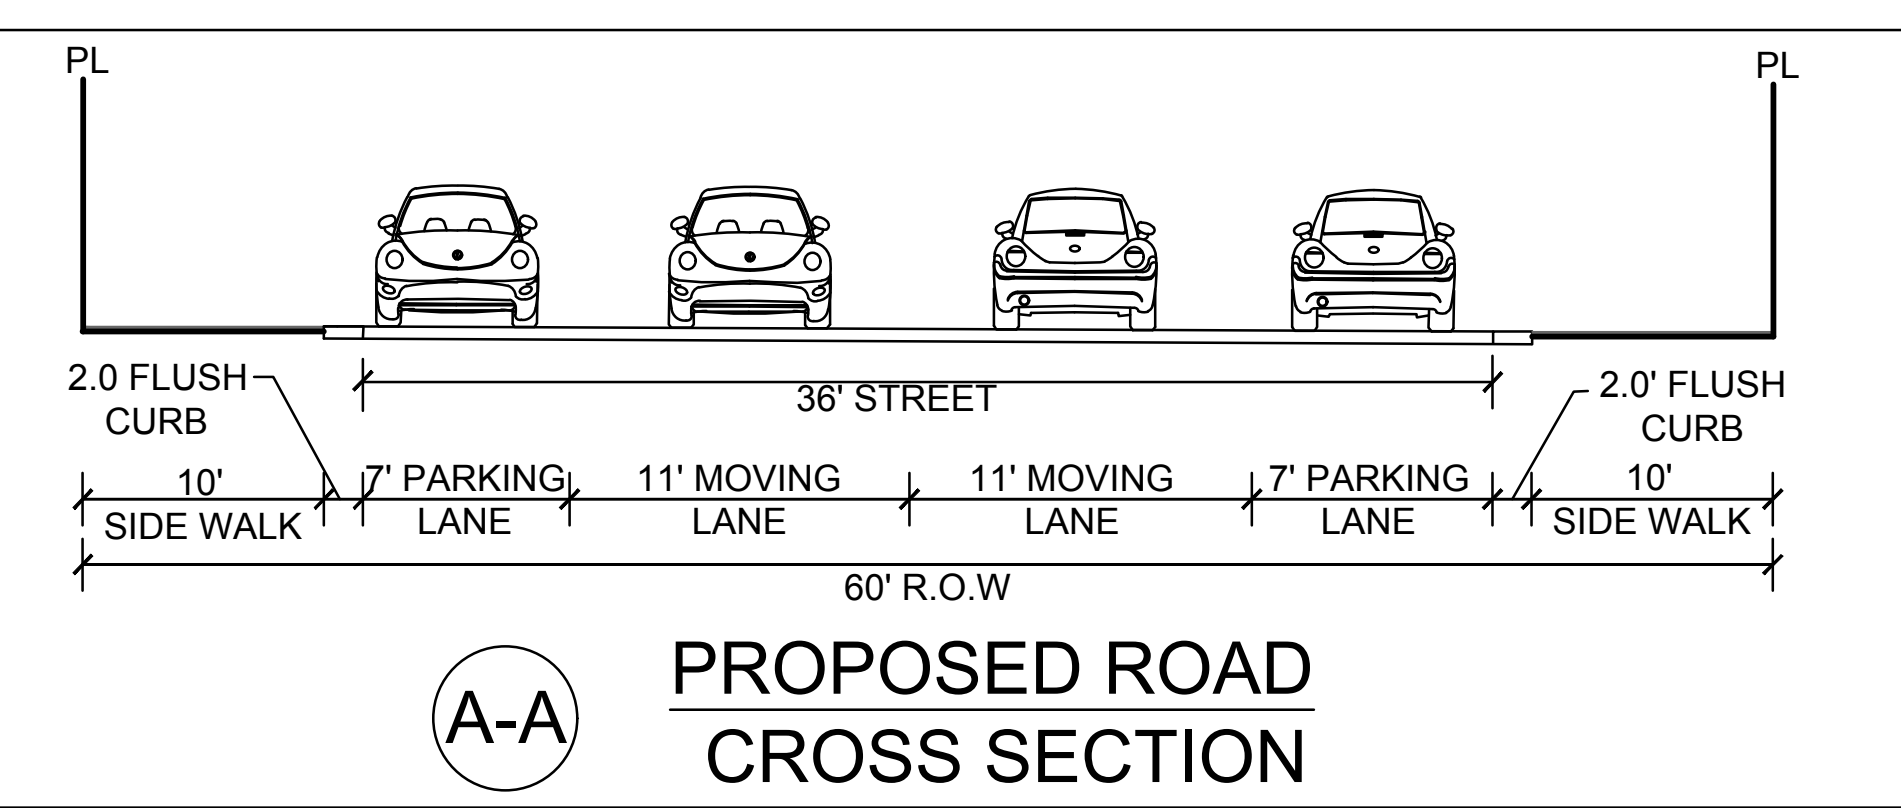 PL
PL
2.0 FLUSH
CURB
36' STREET
2.0' FLUSH
CURB
10'
SIDE WALK
7' PARKING
LANE
11' MOVING
LANE
11' MOVING
LANE
7' PARKING
LANE
10'
SIDE WALK
60' R.O.W
A-A
PROPOSED ROAD
CROSS SECTION